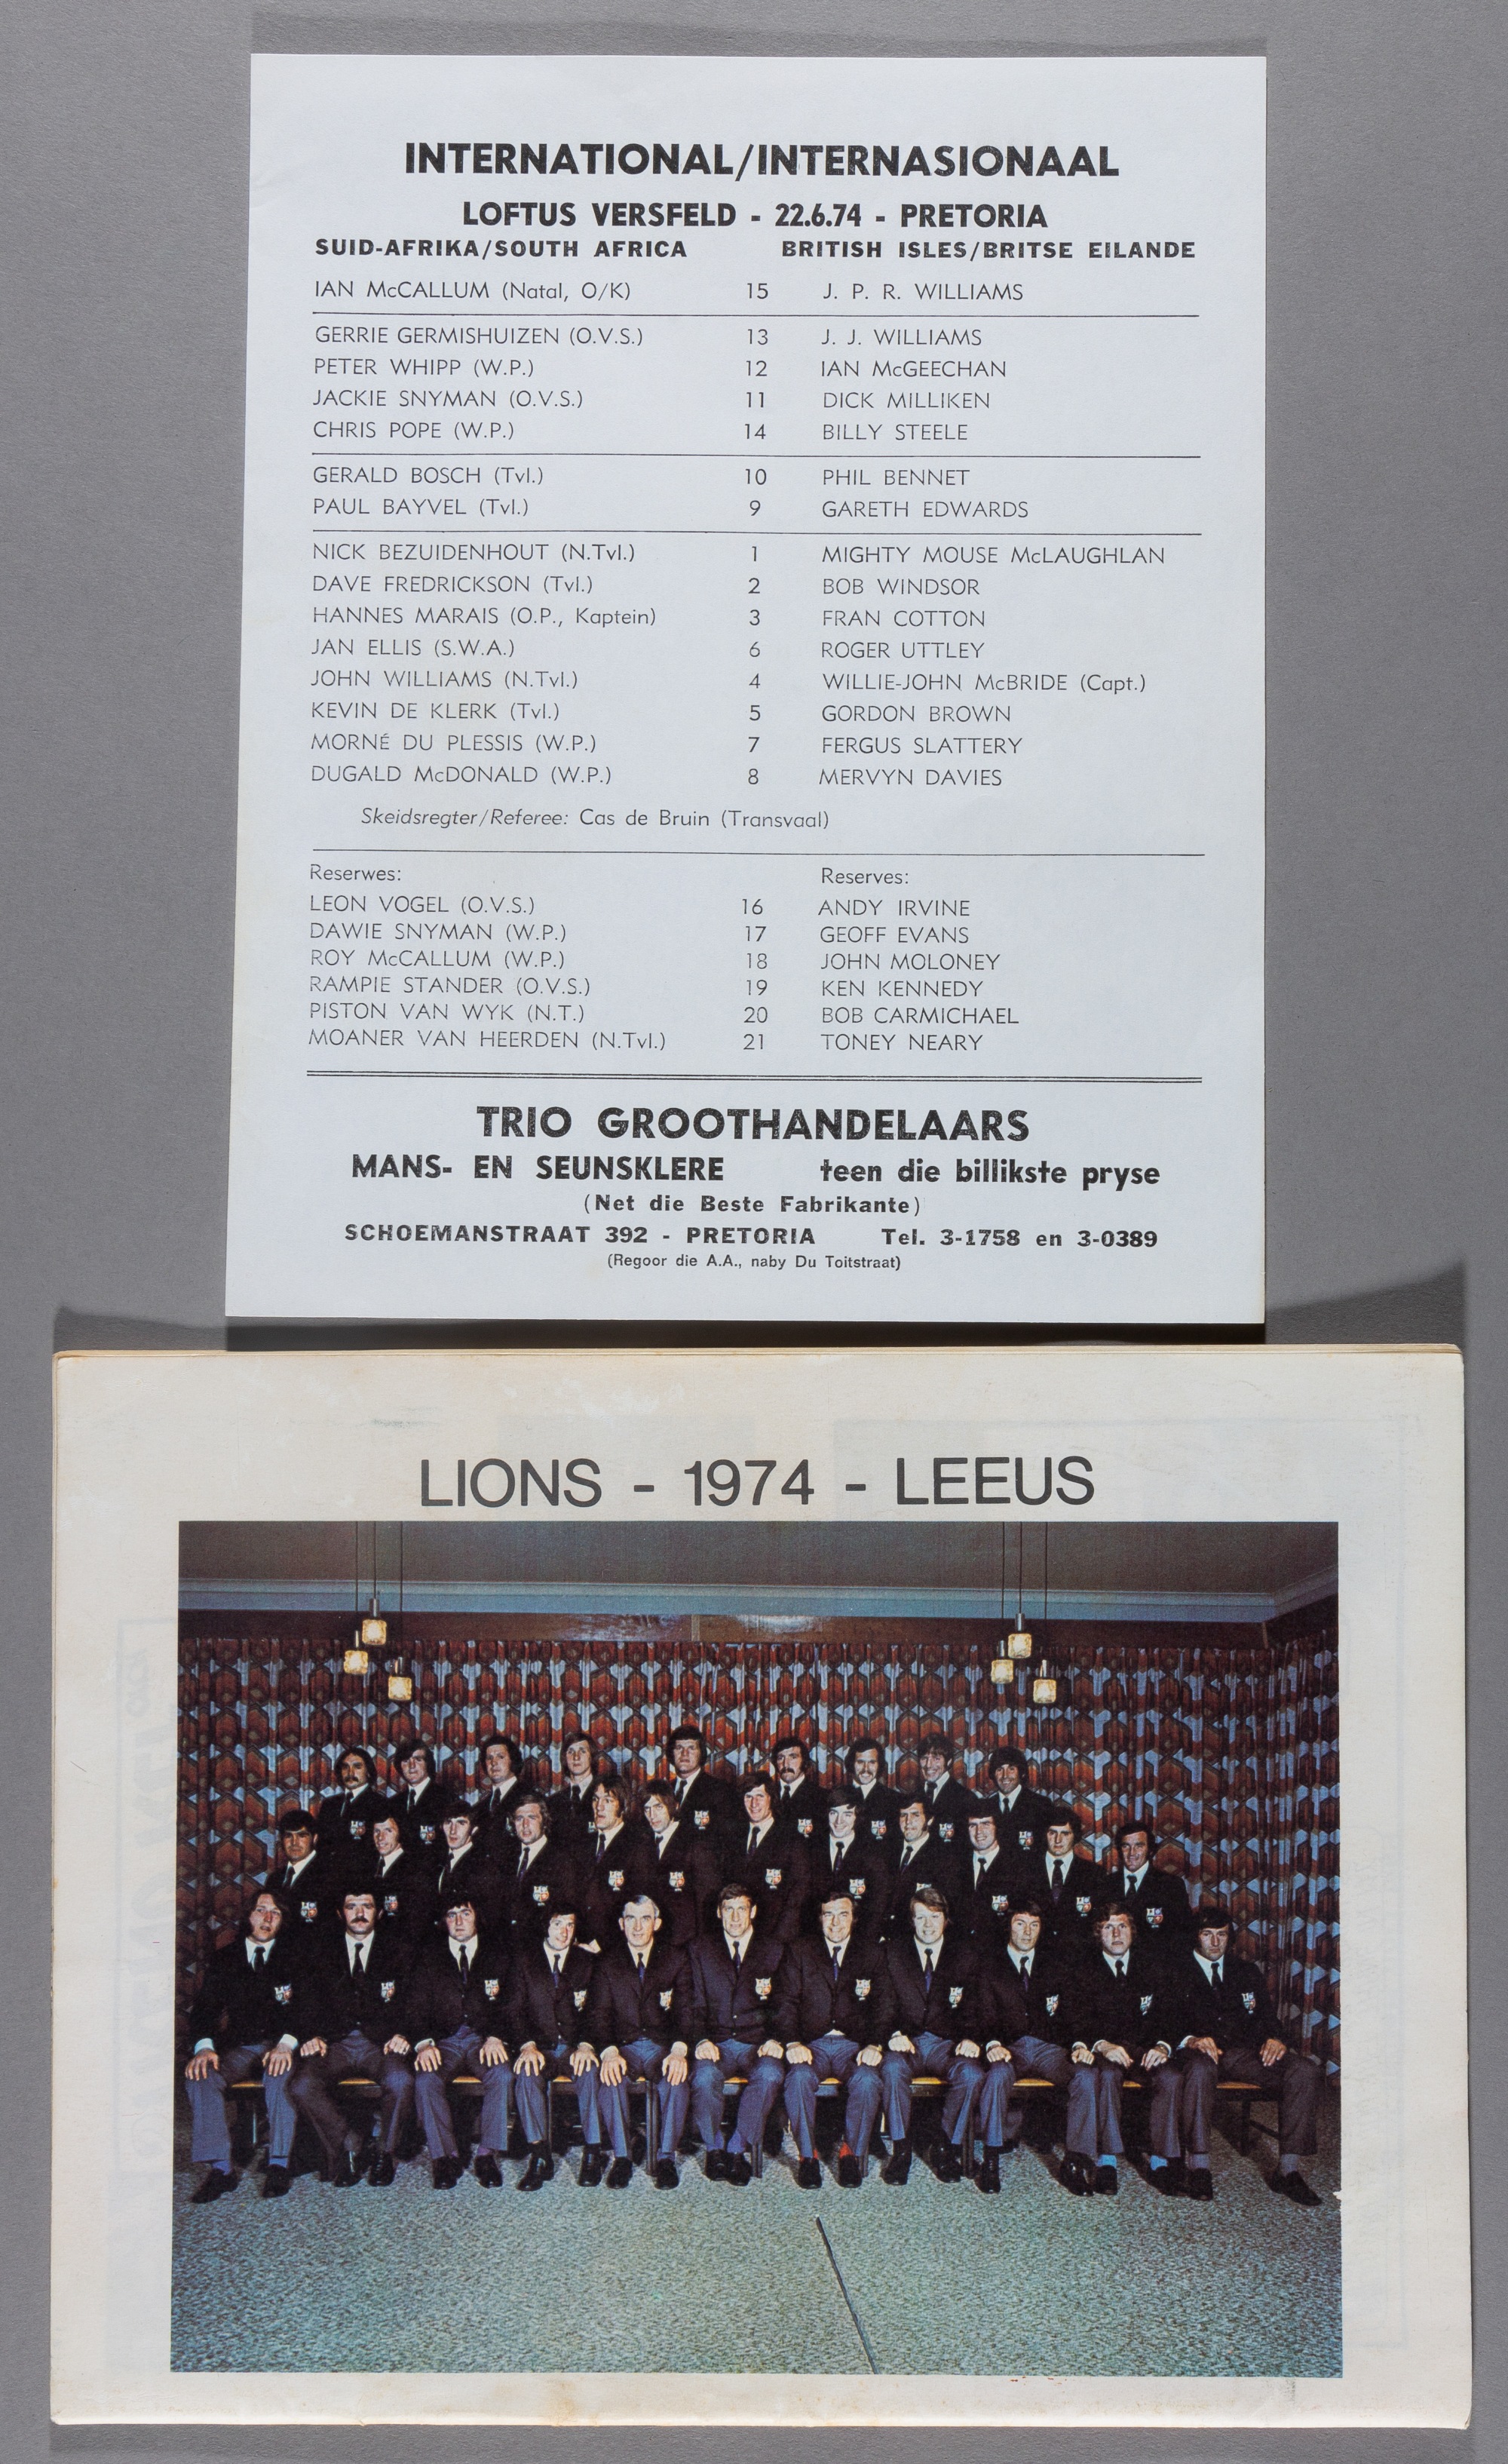 INTERNATIONAL/INTERNASIONAAL
LOFTUS VERSFELD - 22.6.74 - PRETORIA
SUID-AFRIKA/SOUTH AFRICA BRITISH ISLES/BRITSE EILANDE
IAN McCALLUM (Natal, O/K) 15 J. P. R. WILLIAMS
GERRIE GERMISHUIZEN (O.V.S.) 13 J. J. WILLIAMS
PETER WHIPP (W.P.) 12 IAN McGEECHAN
JACKIE SNYMAN (O.V.S.) 11 DICK MILLIKEN
CHRIS POPE (W.P.) 14 BILLY STEELE
GERALD BOSCH (Tvl.) 10 PHIL BENNET
PAUL BAYVEL (Tvl.) 9 GARETH EDWARDS
NICK BEZUIDENHOUT (N.Tvl.) 1 MIGHTY MOUSE McLAUGHLAN
DAVE FREDRICKSON (Tvl.) 2 BOB WINDSOR
HANNES MARAIS (O.P., Kaptein) 3 FRAN COTTON
JAN ELLIS (S.W.A.) 6 ROGER UTTLEY
JOHN WILLIAMS (N.Tvl.) 4 WILLIE-JOHN McBRIDE (Capt.)
KEVIN DE KLERK (Tvl.) 5 GORDON BROWN
MORNÉ DU PLESSIS (W.P.) 7 FERGUS SLATTERY
DUGALD McDONALD (W.P.) 8 MERVYN DAVIES
Skeidsregter/Referee: Cas de Bruin (Transvaal)
Reserwes: Reserves:
LEON VOGEL (O.V.S.) 16 ANDY IRVINE
DAWIE SNYMAN (W.P.) 17 GEOFF EVANS
ROY McCALLUM (W.P.) 18 JOHN MOLONEY
RAMPIE STANDER (O.V.S.) 19 KEN KENNEDY
PISTON VAN WYK (N.T.) 20 BOB CARMICHAEL
MOANER VAN HEERDEN (N.Tvl.) 21 TONEY NEARY
TRIO GROOTHANDELAARS
MANS- EN SEUNSKLERE teen die billikste pryse
(Net die Beste Fabrikante)
SCHOEMANSTRAAT 392 - PRETORIA Tel. 3-1758 en 3-0389
(Regoor die A.A., naby Du Toitstraat)
LIONS - 1974 - LEEUS